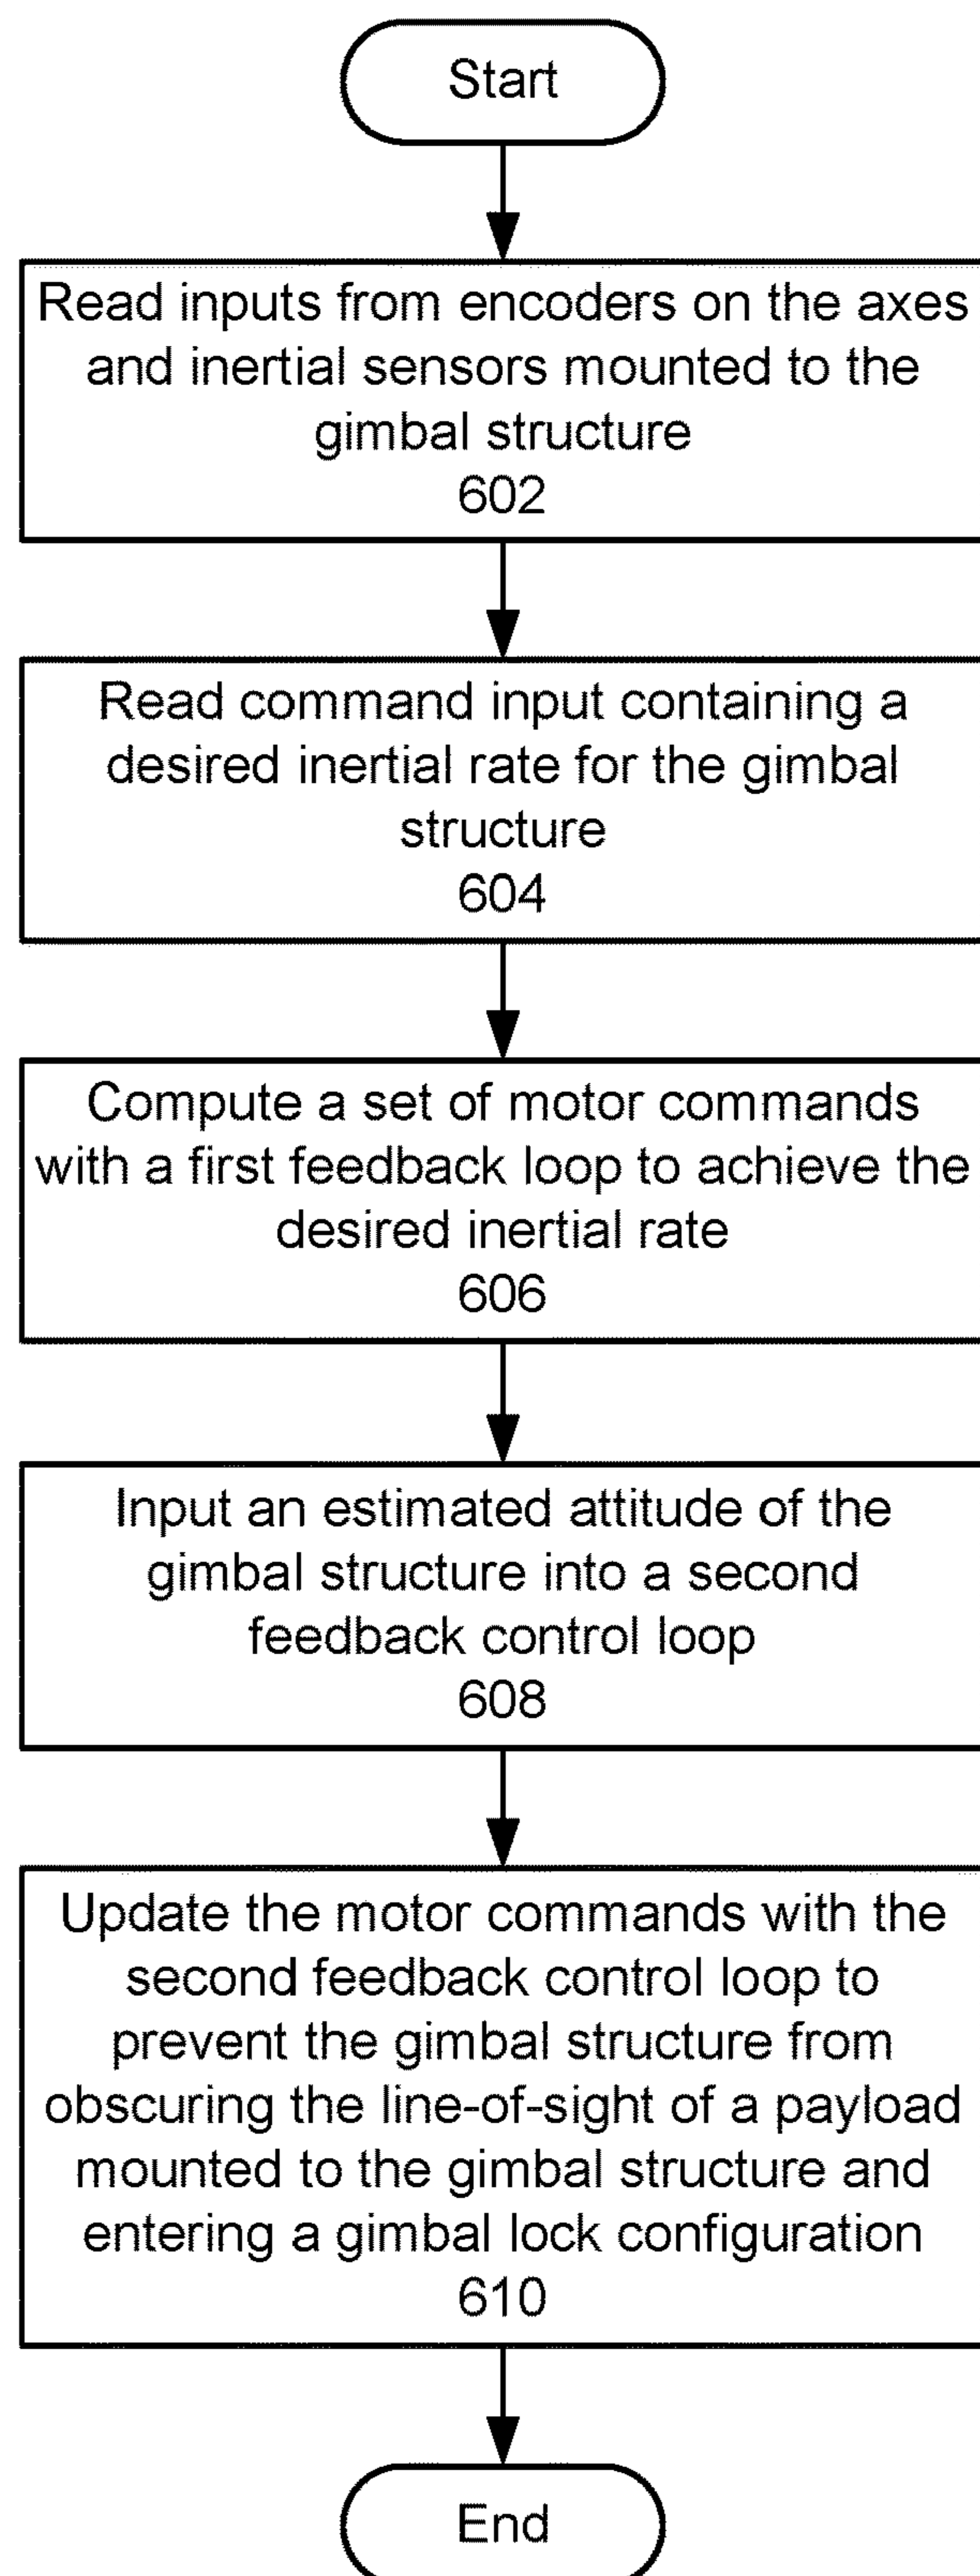 Start
Read inputs from encoders on the axes
and inertial sensors mounted to the
gimbal structure
602
Read command input containing a
desired inertial rate for the gimbal
structure
604
Compute a set of motor commands
with a first feedback loop to achieve the
desired inertial rate
606
Input an estimated attitude of the
gimbal structure into a second
feedback control loop
608
Update the motor commands with the
second feedback control loop to
prevent the gimbal structure from
obscuring the line-of-sight of a payload
mounted to the gimbal structure and
entering a gimbal lock configuration
610
End